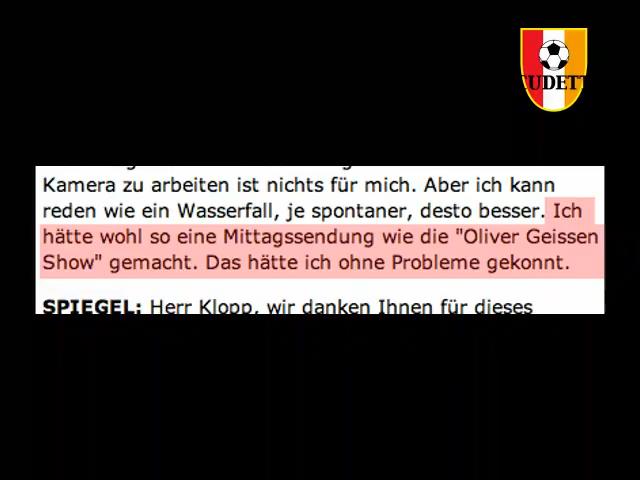 CUDETT
Kamera zu arbeiten ist nichts für mich. Aber ich kann
reden wie ein Wasserfall, je spontaner, desto besser. Ich
hätte wohl so eine Mittagssendung wie die "Oliver Geissen
Show" gemacht. Das hätte ich ohne Probleme gekonnt.
SPIEGEL: Herr Klopp, wir danken Ihnen für dieses